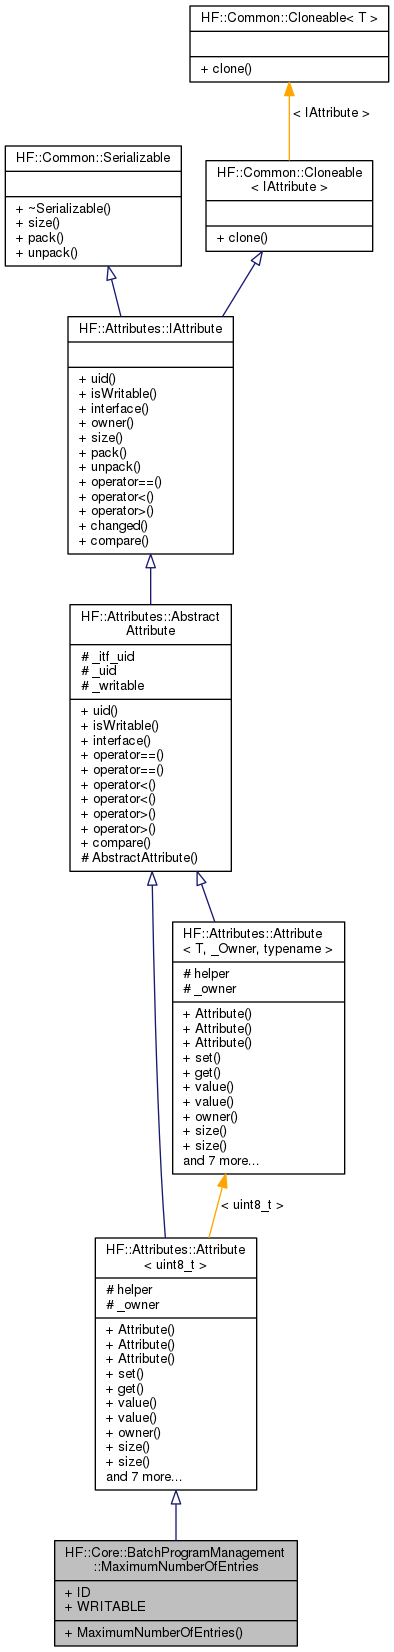 HF::Common::Cloneable< T >
+ clone()
< IAttribute >
HF::Common::Serializable
+ ~Serializable()
+ size()
+ pack()
+ unpack()
HF::Common::Cloneable
< IAttribute >
+ clone()
HF::Attributes::IAttribute
+ uid()
+ isWritable()
+ interface()
+ owner()
+ size()
+ pack()
+ unpack()
+ operator==()
+ operator<()
+ operator>()
+ changed()
+ compare()
HF::Attributes::Abstract
Attribute
# _itf_uid
# _uid
# _writable
+ uid()
+ isWritable()
+ interface()
+ operator==()
+ operator==()
+ operator<()
+ operator<()
+ operator>()
+ operator>()
+ compare()
# AbstractAttribute()
HF::Attributes::Attribute
< T, _Owner, typename >
# helper
# _owner
+ Attribute()
+ Attribute()
+ Attribute()
+ set()
+ get()
+ value()
+ value()
+ owner()
+ size()
+ size()
and 7 more...
< uint8_t >
HF::Attributes::Attribute
< uint8_t >
# helper
# _owner
+ Attribute()
+ Attribute()
+ Attribute()
+ set()
+ get()
+ value()
+ value()
+ owner()
+ size()
+ size()
and 7 more...
HF::Core::BatchProgramManagement
::MaximumNumberOfEntries
+ ID
+ WRITABLE
+ MaximumNumberOfEntries()